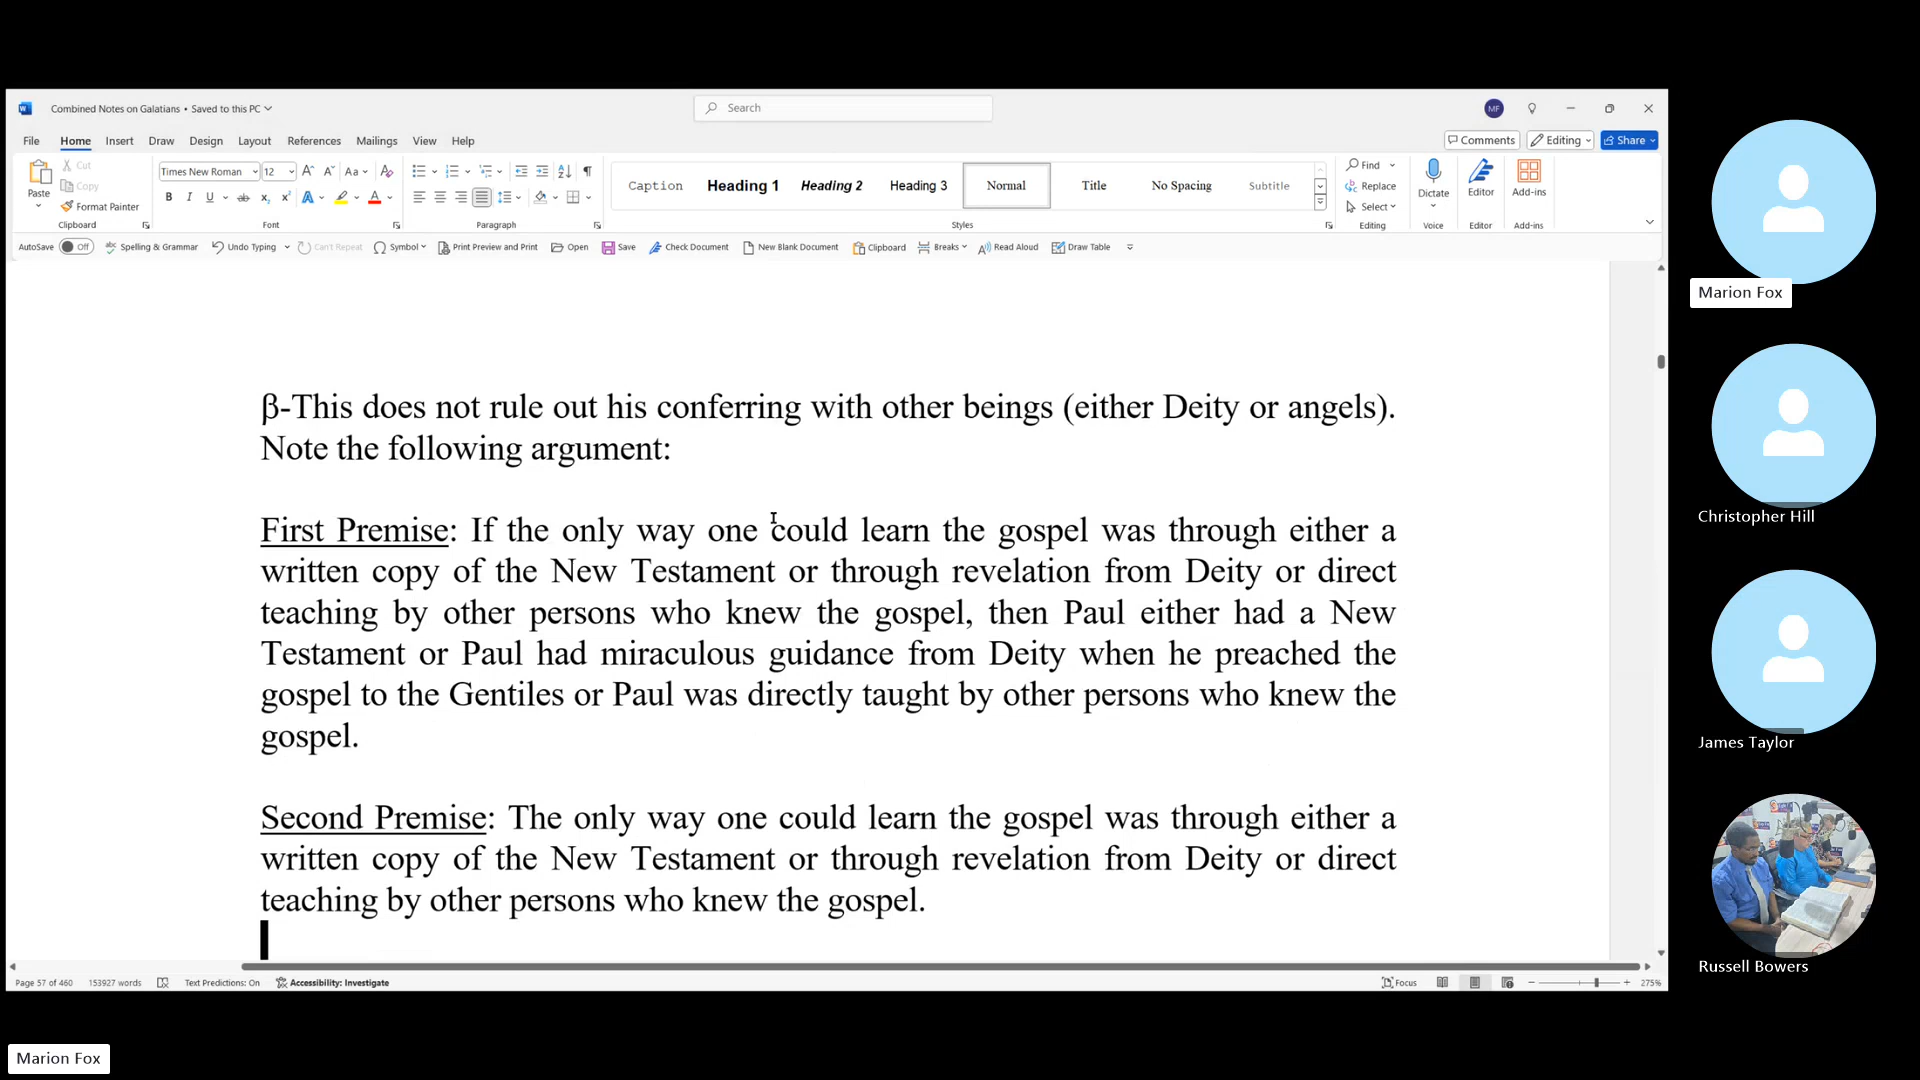 Combined Notes on Galatians • Saved to this PC
Search
MF
File Home Insert Draw Design Layout References Mailings View Help
Comments Editing Share
Paste Cut Copy Format Painter
Times New Roman 12
Caption Heading 1 Heading 2 Heading 3 Normal Title No Spacing Subtitle
Find Replace Select
Dictate Editor Add-ins
Clipboard Font Paragraph Styles Editing Voice Editor Add-ins
AutoSave Off Spelling & Grammar Undo Typing Can't Repeat Symbol Print Preview and Print Open Save Check Document New Blank Document Clipboard Breaks Read Aloud Draw Table
β-This does not rule out his conferring with other beings (either Deity or angels).
Note the following argument:
First Premise: If the only way one could learn the gospel was through either a
written copy of the New Testament or through revelation from Deity or direct
teaching by other persons who knew the gospel, then Paul either had a New
Testament or Paul had miraculous guidance from Deity when he preached the
gospel to the Gentiles or Paul was directly taught by other persons who knew the
gospel.
Second Premise: The only way one could learn the gospel was through either a
written copy of the New Testament or through revelation from Deity or direct
teaching by other persons who knew the gospel.
Page 57 of 460 153927 words Text Predictions: On Accessibility: Investigate Focus 275%
Marion Fox
Christopher Hill
James Taylor
Russell Bowers
Marion Fox